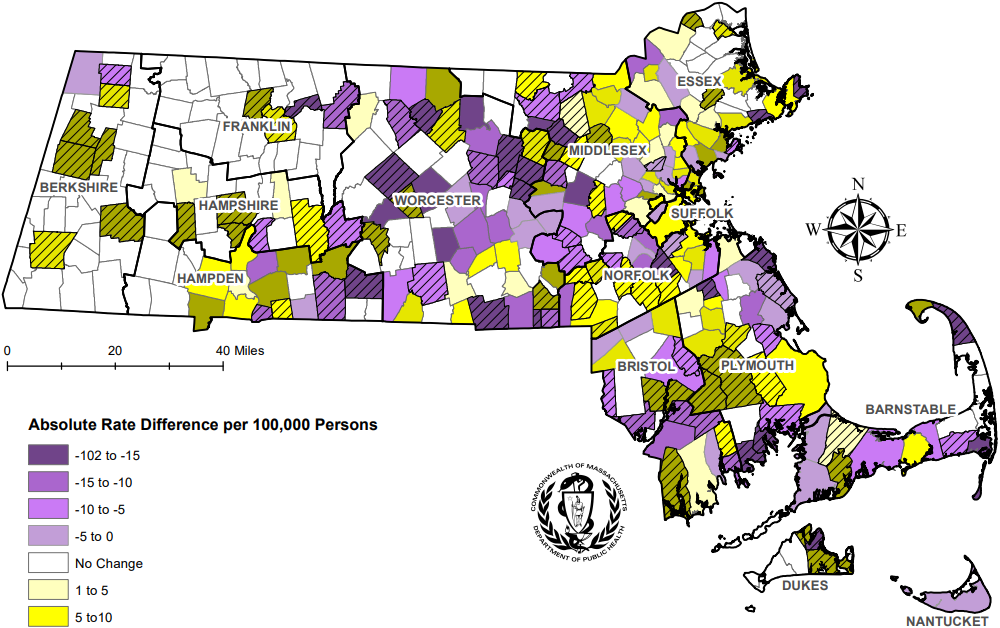 ESSEX
FRANKLIN
MIDDLESEX
BERKSHIRE
HAMPSHIRE
WORCESTER
SUFFOLK
N
W
E
S
HAMPDEN
NORFOLK
0 20 40 Miles
BRISTOL
PLYMOUTH
BARNSTABLE
Absolute Rate Difference per 100,000 Persons
-102 to -15
-15 to -10
-10 to -5
-5 to 0
No Change
1 to 5
5 to10
COMMONWEALTH OF MASSACHUSETTS
DEPARTMENT OF PUBLIC HEALTH
DUKES
NANTUCKET